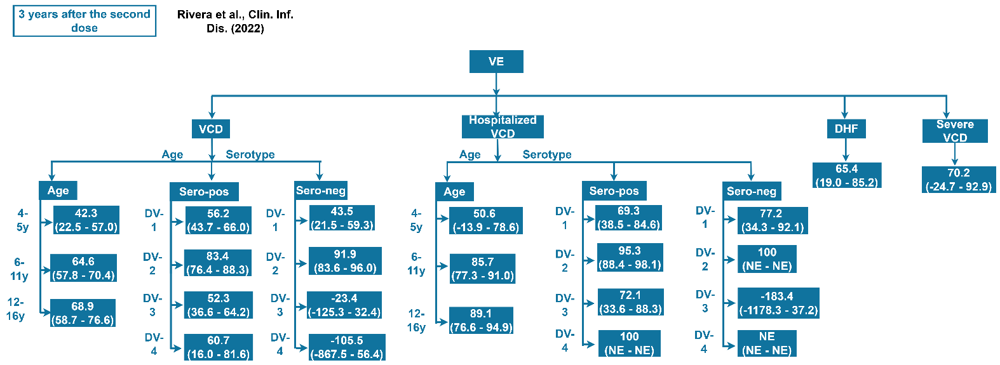 3 years after the second
dose
Rivera et al., Clin. Inf.
Dis. (2022)
VE
VCD
Hospitalized
VCD
DHF
Severe
VCD
Age
Serotype
Age
Serotype
65.4
(19.0 - 85.2)
70.2
(-24.7 - 92.9)
Age
4-
5y
42.3
(22.5 - 57.0)
6-
11y
64.6
(57.8 - 70.4)
12-
16y
68.9
(58.7 - 76.6)
Sero-pos
DV-
1
56.2
(43.7 - 66.0)
DV-
2
83.4
(76.4 - 88.3)
DV-
3
52.3
(36.6 - 64.2)
DV-
4
60.7
(16.0 - 81.6)
Sero-neg
DV-
1
43.5
(21.5 - 59.3)
DV-
2
91.9
(83.6 - 96.0)
DV-
3
-23.4
(-125.3 - 32.4)
DV-
4
-105.5
(-867.5 - 56.4)
Age
4-
5y
50.6
(-13.9 - 78.6)
6-
11y
85.7
(77.3 - 91.0)
12-
16y
89.1
(76.6 - 94.9)
Sero-pos
DV-
1
69.3
(38.5 - 84.6)
DV-
2
95.3
(88.4 - 98.1)
DV-
3
72.1
(33.6 - 88.3)
DV-
4
100
(NE - NE)
Sero-neg
DV-
1
77.2
(34.3 - 92.1)
DV-
2
100
(NE - NE)
DV-
3
-183.4
(-1178.3 - 37.2)
DV-
4
NE
(NE - NE)